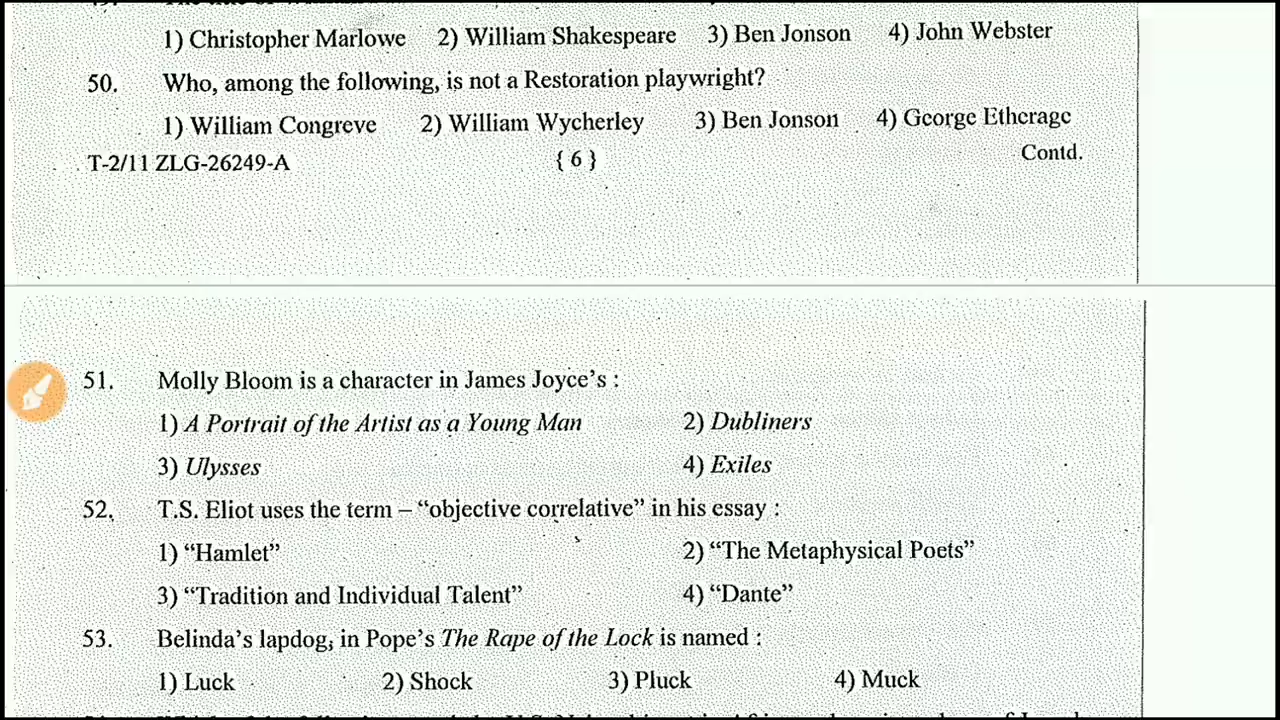 1) Christopher Marlowe 2) William Shakespeare 3) Ben Jonson 4) John Webster
50. Who, among the following, is not a Restoration playwright?
1) William Congreve 2) William Wycherley 3) Ben Jonson 4) George Etherage
T-2/11 ZLG-26249-A { 6 } Contd.
51. Molly Bloom is a character in James Joyce's :
1) A Portrait of the Artist as a Young Man 2) Dubliners
3) Ulysses 4) Exiles
52. T.S. Eliot uses the term – "objective correlative" in his essay :
1) "Hamlet" 2) "The Metaphysical Poets"
3) "Tradition and Individual Talent" 4) "Dante"
53. Belinda's lapdog, in Pope's The Rape of the Lock is named :
1) Luck 2) Shock 3) Pluck 4) Muck